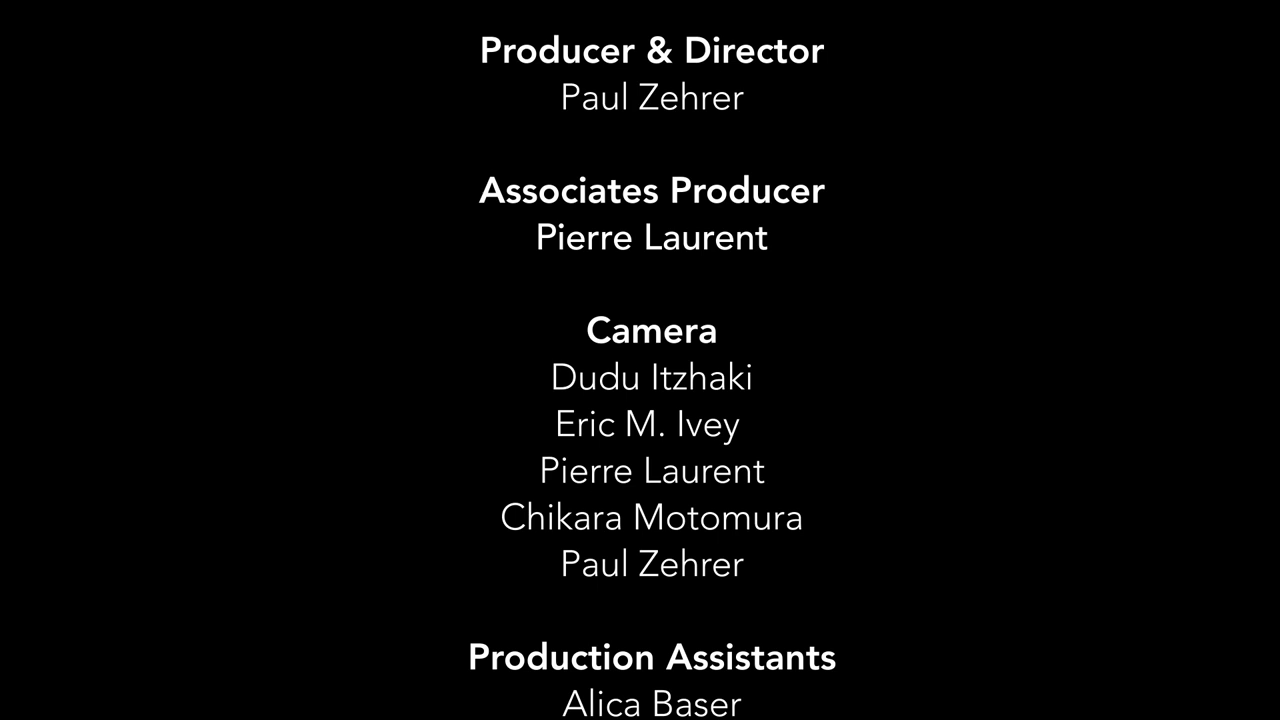 Producer & Director
Paul Zehrer
Associates Producer
Pierre Laurent
Camera
Dudu Itzhaki
Eric M. Ivey
Pierre Laurent
Chikara Motomura
Paul Zehrer
Production Assistants
Alica Baser